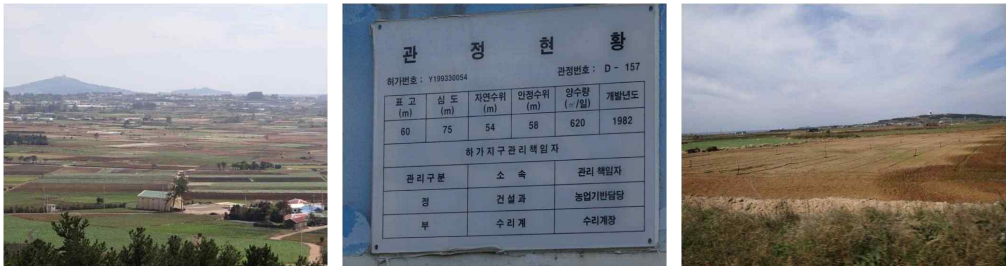 관 정 현 황
허가번호 : Y199330054 관정번호 : D - 157
표 고 (m) 심 도 (m) 자연수위 (m) 안정수위 (m) 양수량 (㎥/일) 개발년도
60 75 54 58 620 1982
하가지구관리책임자
관리구분 소 속 관리 책임자
정 건설과 농업기반담당
부 수리계 수리계장